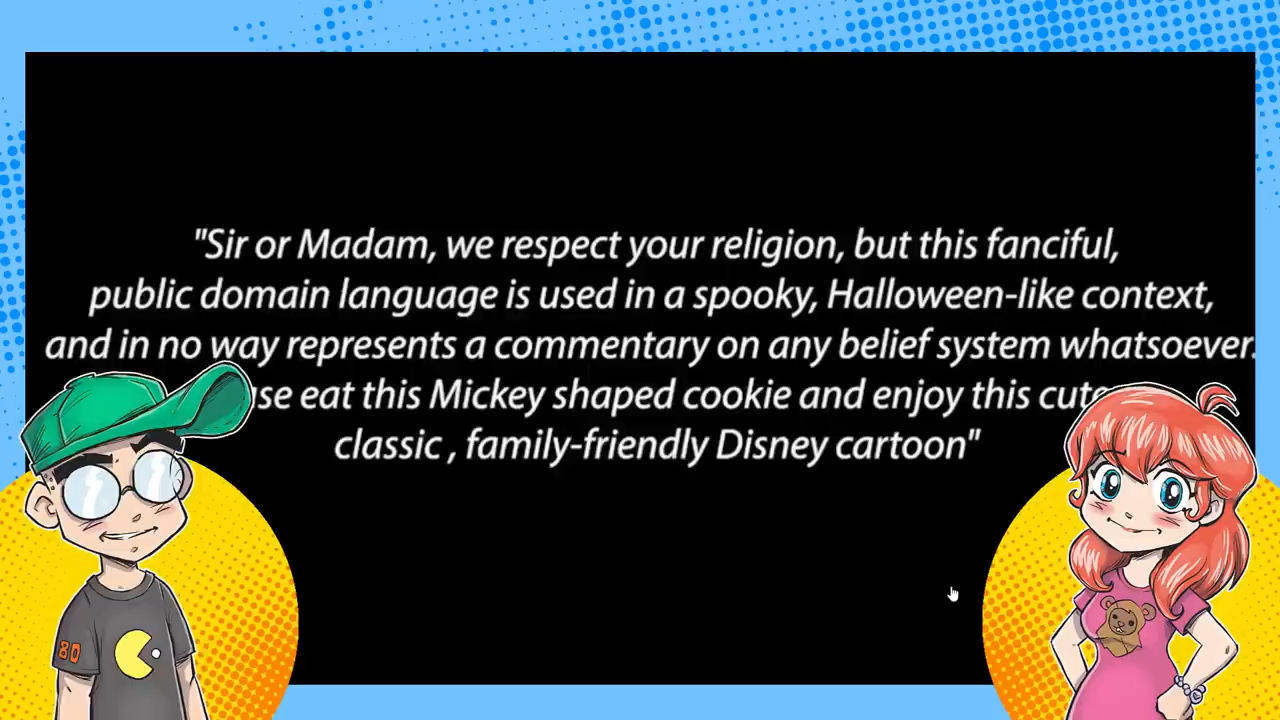 "Sir or Madam, we respect your religion, but this fanciful,
public domain language is used in a spooky, Halloween-like context,
and in no way represents a commentary on any belief system whatsoever.
eat this Mickey shaped cookie and enjoy this
classic , family-friendly Disney cartoon"
80